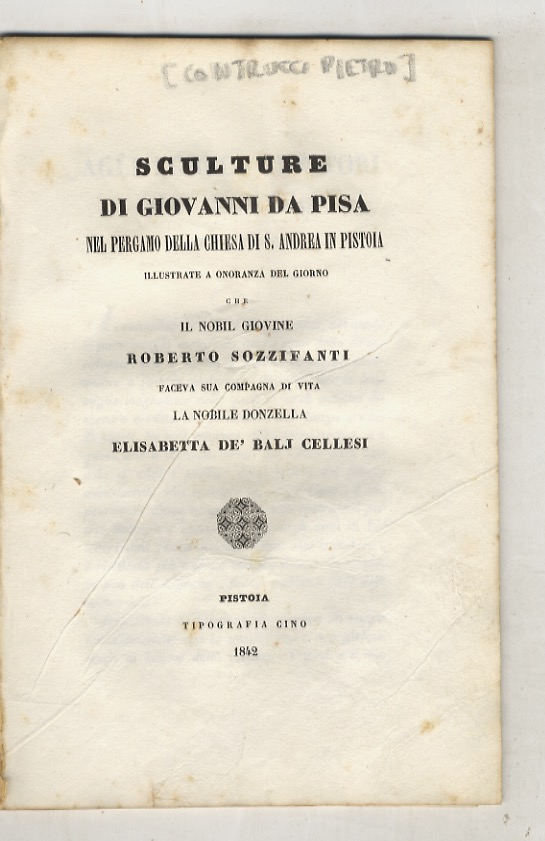 [CONTRUCCI PIETRO]
SCULTURE
DI GIOVANNI DA PISA
NEL PERGAMO DELLA CHIESA DI S. ANDREA IN PISTOIA
ILLUSTRATE A ONORANZA DEL GIORNO
CHE
IL NOBIL GIOVINE
ROBERTO SOZZIFANTI
FACEVA SUA COMPAGNA DI VITA
LA NOBILE DONZELLA
ELISABETTA DE' BALJ CELLESI
PISTOIA
TIPOGRAFIA CINO
1842